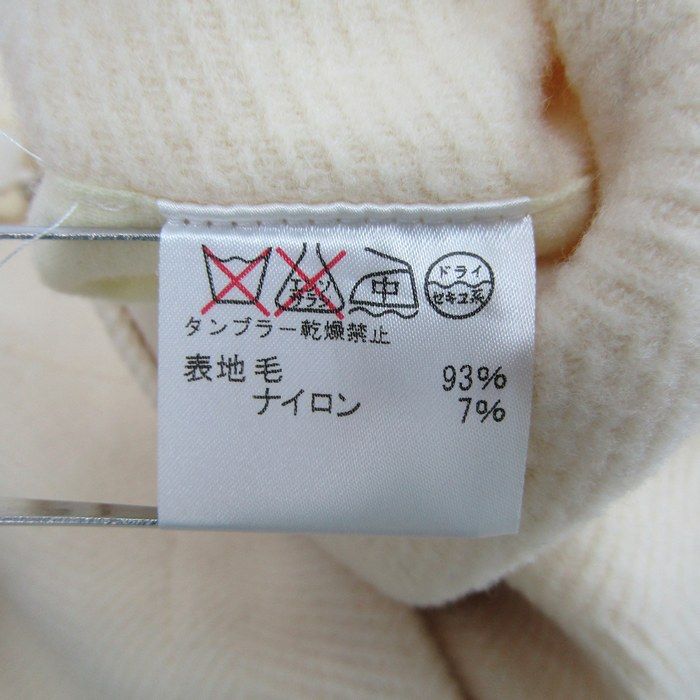 エンソ
サラシ
中
ドライ
セキユ系
タンブラー乾燥禁止
表地 毛 93%
ナイロン 7%